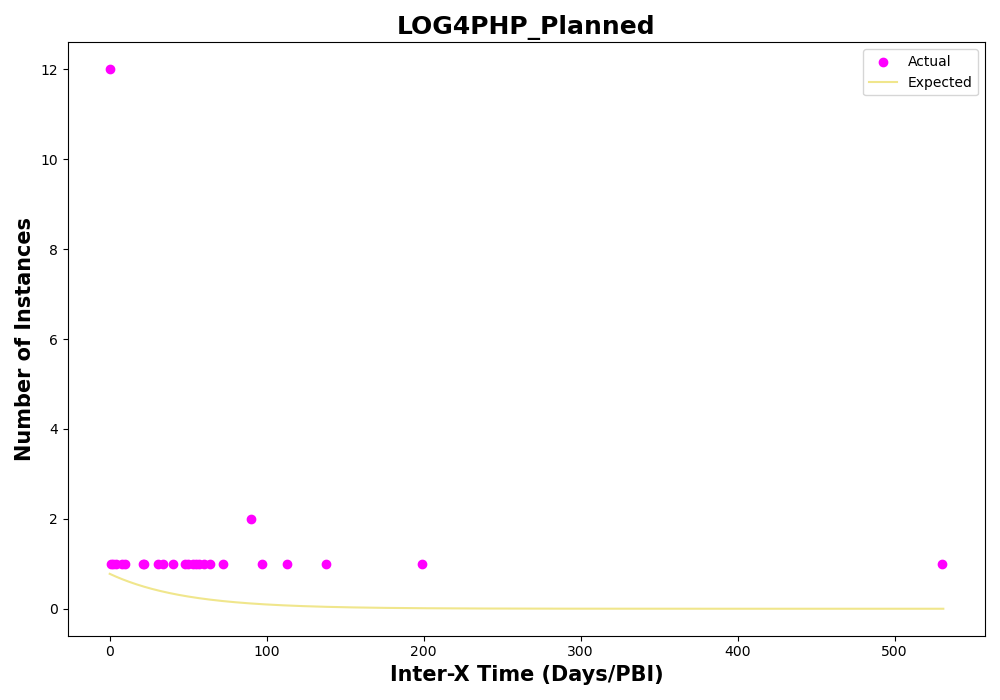 LOG4PHP_Planned
Actual
Expected
Number of Instances
12
10
8
6
4
2
0
0
100
200
300
400
500
Inter-X Time (Days/PBI)